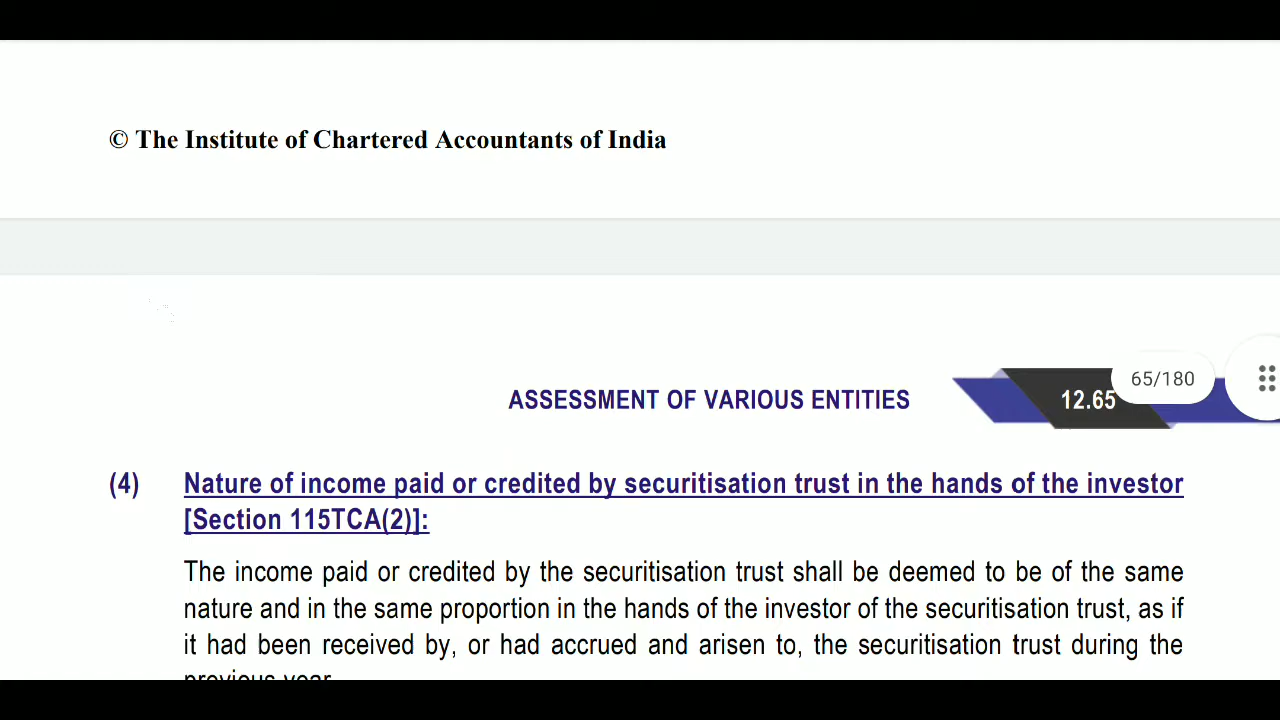 © The Institute of Chartered Accountants of India
65/180
ASSESSMENT OF VARIOUS ENTITIES 12.65
(4) Nature of income paid or credited by securitisation trust in the hands of the investor
[Section 115TCA(2)]:
The income paid or credited by the securitisation trust shall be deemed to be of the same
nature and in the same proportion in the hands of the investor of the securitisation trust, as if
it had been received by, or had accrued and arisen to, the securitisation trust during the
previous year